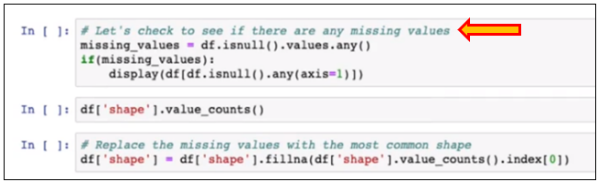 In [ ]: # Let's check to see if there are any missing values
missing_values = df.isnull().values.any()
if(missing_values):
    display(df[df.isnull().any(axis=1)])
In [ ]: df['shape'].value_counts()
In [ ]: # Replace the missing values with the most common shape
df['shape'] = df['shape'].fillna(df['shape'].value_counts().index[0])